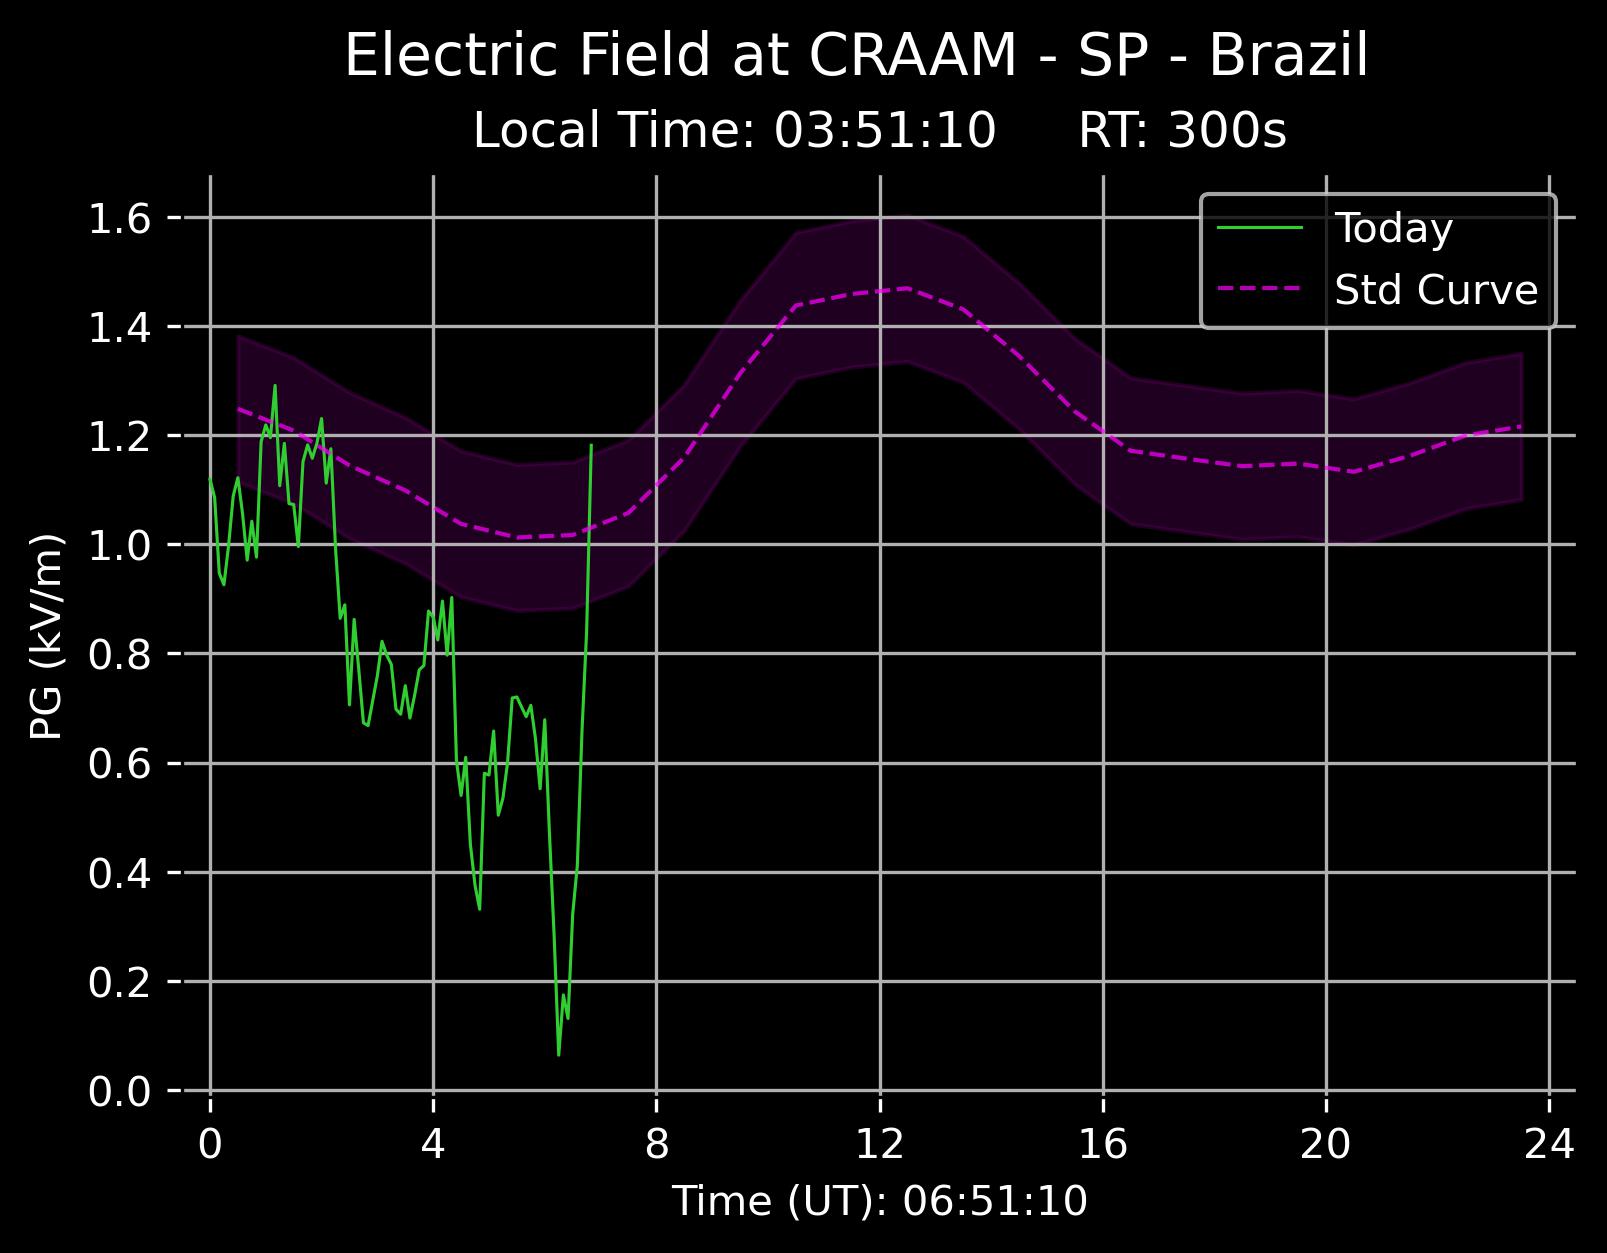 Electric Field at CRAAM - SP - Brazil
Local Time: 03:51:10 RT: 300s
Today
Std Curve
PG (kV/m)
1.6
1.4
1.2
1.0
0.8
0.6
0.4
0.2
0.0
0 4 8 12 16 20 24
Time (UT): 06:51:10